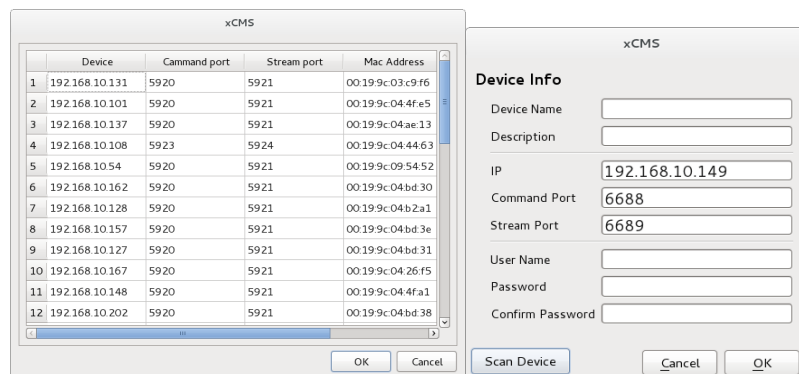 xCMS
Device Cammand port Stream port Mac Address
1 192.168.10.131 5920 5921 00:19:9c:03:c9:f6
2 192.168.10.101 5920 5921 00:19:9c:04:4f:e5
3 192.168.10.137 5920 5921 00:19:9c:04:ae:13
4 192.168.10.108 5923 5924 00:19:9c:04:44:63
5 192.168.10.54 5920 5921 00:19:9c:09:54:52
6 192.168.10.162 5920 5921 00:19:9c:04:bd:30
7 192.168.10.128 5920 5921 00:19:9c:04:b2:a1
8 192.168.10.157 5920 5921 00:19:9c:04:bd:3e
9 192.168.10.127 5920 5921 00:19:9c:04:bd:31
10 192.168.10.167 5920 5921 00:19:9c:04:26:f5
11 192.168.10.148 5920 5921 00:19:9c:04:4f:a1
12 192.168.10.202 5920 5921 00:19:9c:04:bd:38
OK Cancel
xCMS
Device Info
Device Name
Description
IP 192.168.10.149
Command Port 6688
Stream Port 6689
User Name
Password
Confirm Password
Scan Device Cancel OK